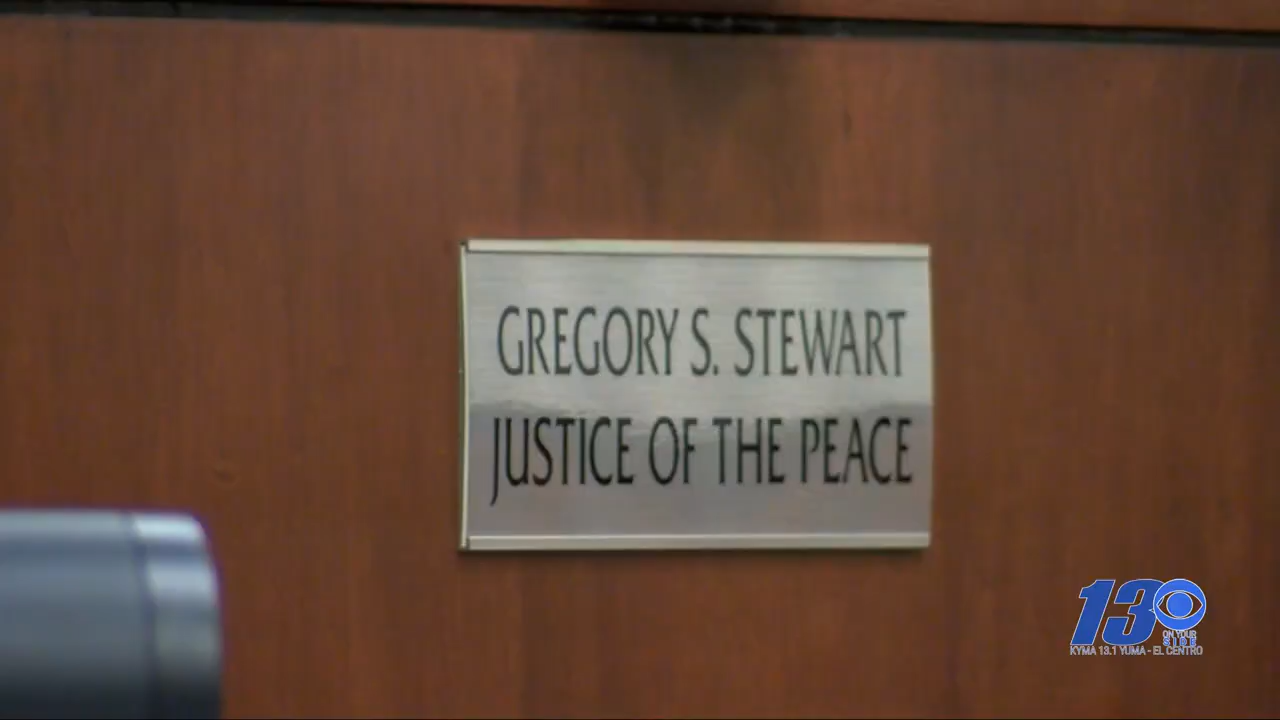 GREGORY S. STEWART
JUSTICE OF THE PEACE
13
ON YOUR
SIDE
KYMA 13.1 YUMA - EL CENTRO